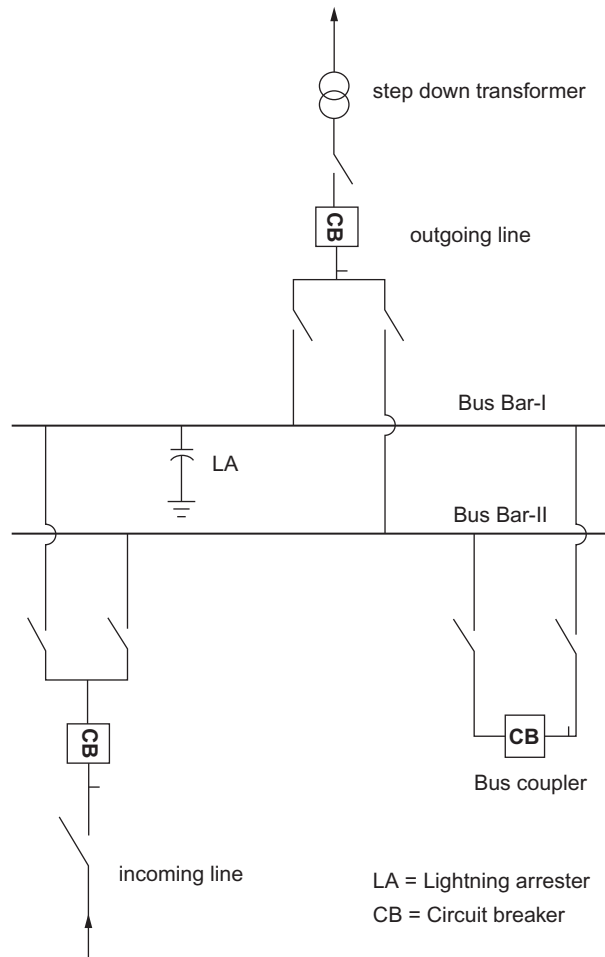 step down transformer
CB
outgoing line
Bus Bar-I
LA
Bus Bar-II
CB
CB
Bus coupler
incoming line
LA = Lightning arrester
CB = Circuit breaker